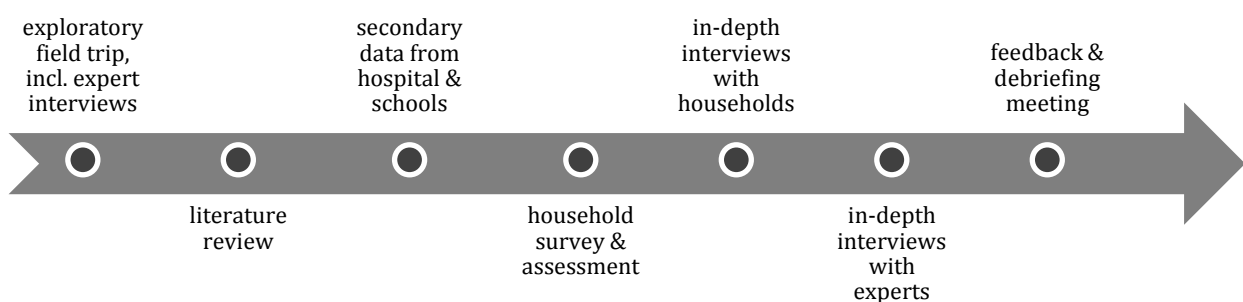 exploratory
field trip,
incl. expert
interviews
literature
review
secondary
data from
hospital &
schools
household
survey &
assessment
in-depth
interviews
with
households
in-depth
interviews
with
experts
feedback &
debriefing
meeting